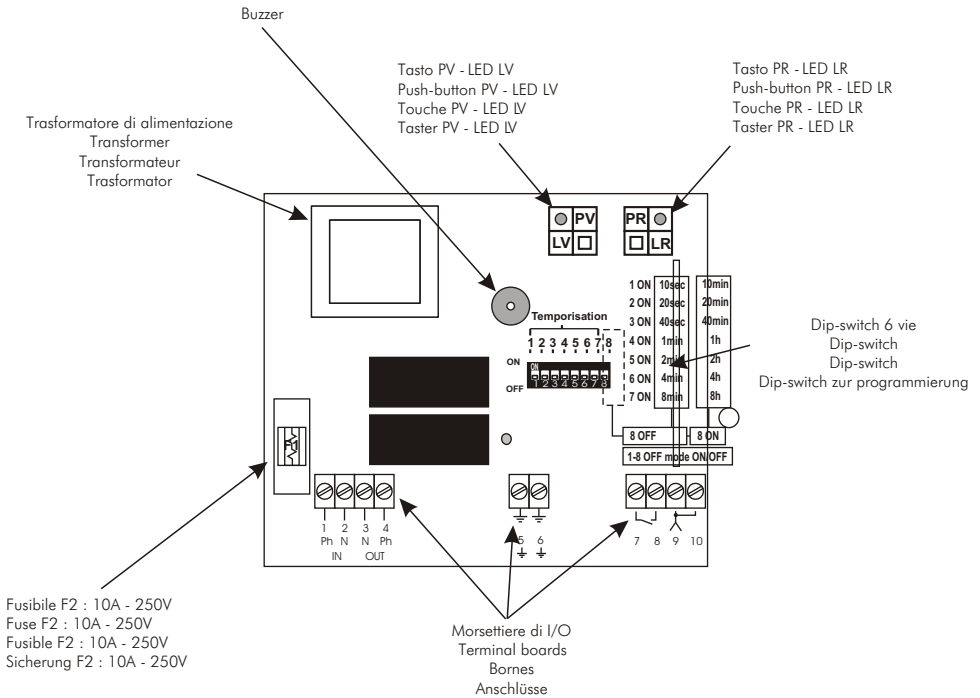 Buzzer
Tasto PV - LED LV
Push-button PV - LED LV
Touche PV - LED LV
Taster PV - LED LV
Tasto PR - LED LR
Push-button PR - LED LR
Touche PR - LED LR
Taster PR - LED LR
Trasformatore di alimentazione
Transformer
Transformateur
Trasformator
PV
LV
PR
LR
1 ON 10sec 10min
2 ON 20sec 20min
3 ON 40sec 40min
4 ON 1min 1h
5 ON 2min 2h
6 ON 4min 4h
7 ON 8min 8h
8 OFF 8 ON
1-8 OFF mode ON/OFF
Temporisation
1 2 3 4 5 6 7 8
ON
ON
1 2 3 4 5 6 7 8
OFF
Dip-switch 6 vie
Dip-switch
Dip-switch
Dip-switch zur programmierung
1 2 3 4
Ph N N Ph
IN OUT
5 6
7 8 9 10
Fusibile F2 : 10A - 250V
Fuse F2 : 10A - 250V
Fusible F2 : 10A - 250V
Sicherung F2 : 10A - 250V
Morsettiere di I/O
Terminal boards
Bornes
Anschlüsse